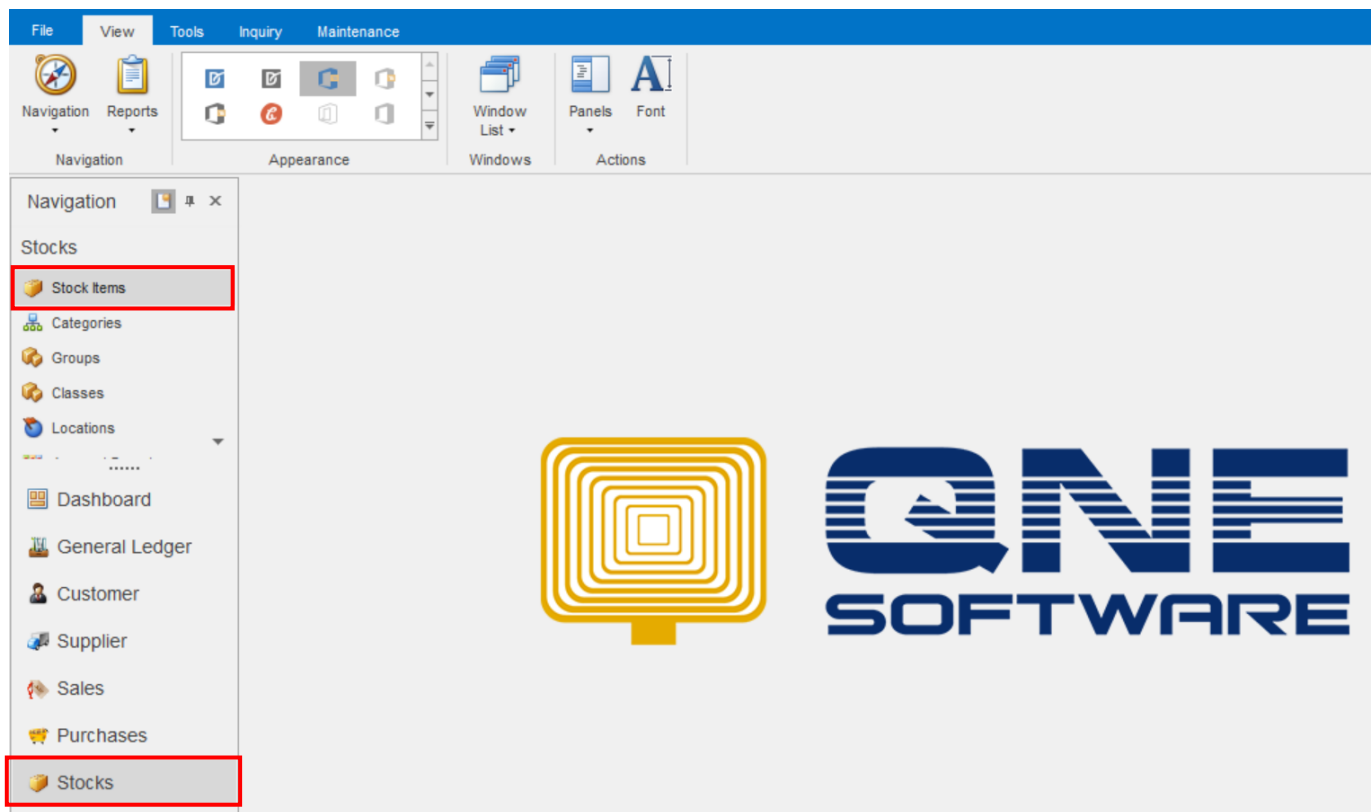 File View Tools Inquiry Maintenance
Navigation Reports Window List Panels Font
Navigation Appearance Windows Actions
Navigation
Stocks
Stock Items
Categories
Groups
Classes
Locations
Dashboard
General Ledger
Customer
Supplier
Sales
Purchases
Stocks
QNE
SOFTWARE